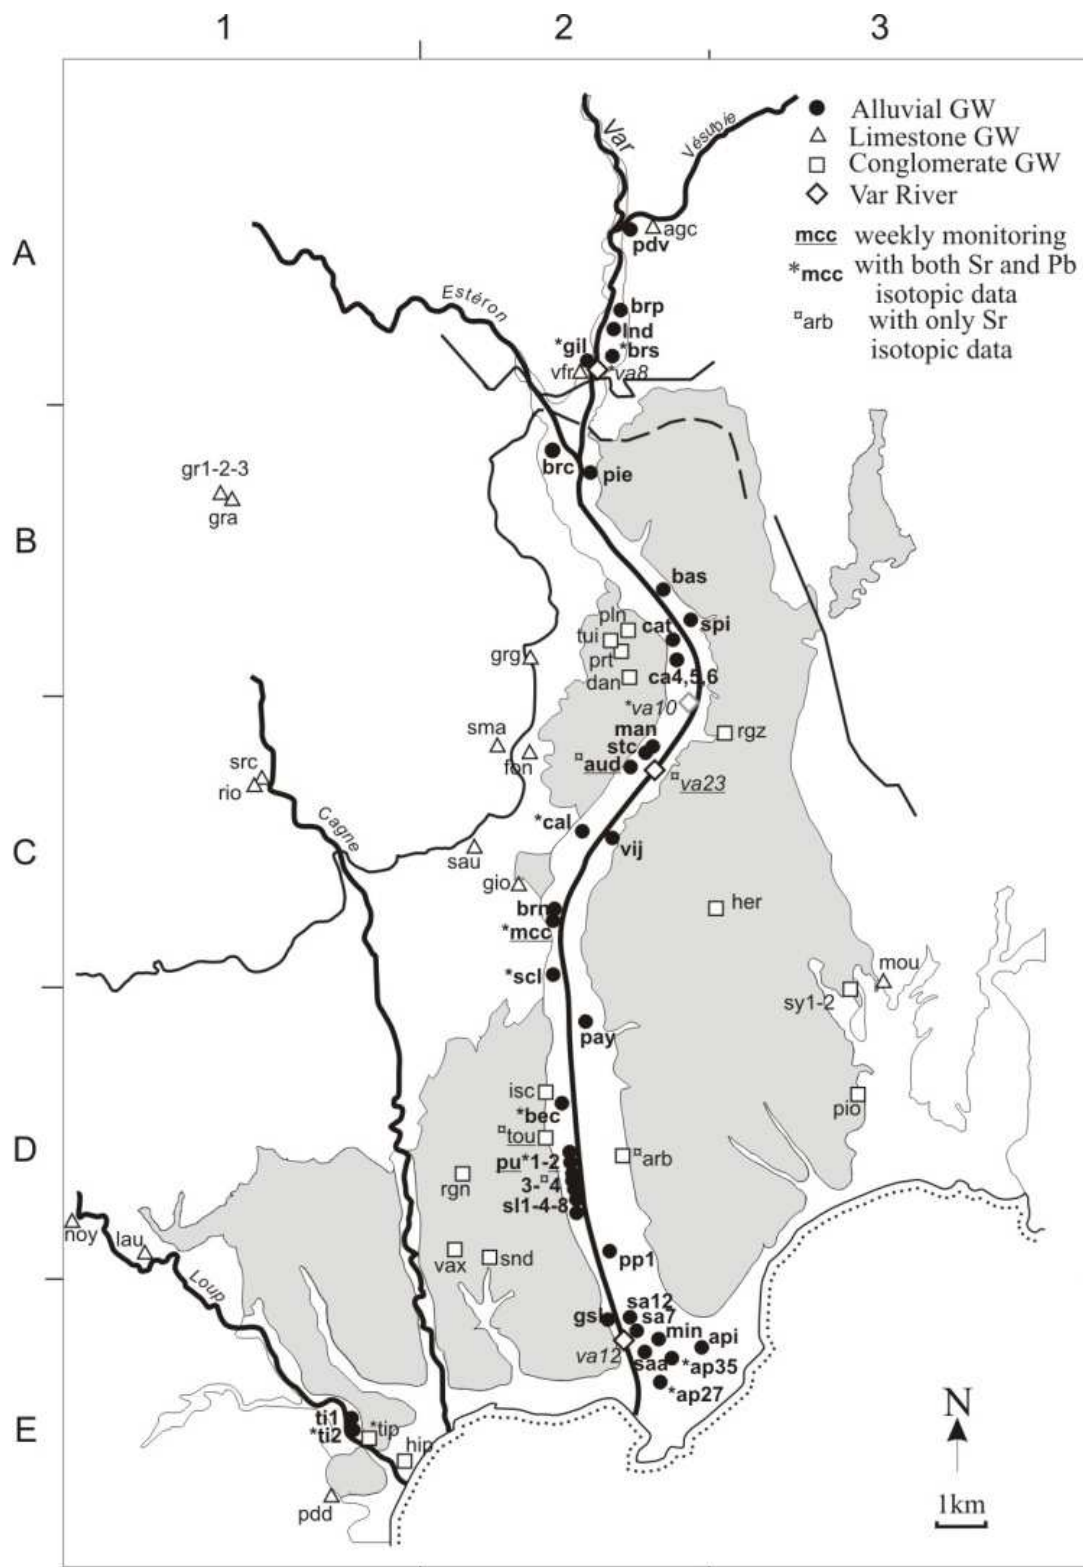 1 2 3
Var
Vésubie
● Alluvial GW
△ Limestone GW
□ Conglomerate GW
◇ Var River
mcc weekly monitoring
*mcc with both Sr and Pb
isotopic data
¤arb with only Sr
isotopic data
A
agc
pdv
Estéron
brp
lnd
*gil
*brs
vfr
*va8
brc
pie
gr1-2-3
gra
B
bas
pln
cat
spi
tui
grg
prt
dan
ca4,5,6
*va10
sma
man
rgz
stc
src
fon
¤aud
rio
¤va23
Cagne
*cal
C
sau
vij
gio
brn
her
*mcc
mou
*scl
sy1-2
pay
isc
*bec
pio
D
¤tou
¤arb
pu*1-2
rgn
3-¤4
sl1-4-8
noy
lau
pp1
vax
snd
Loup
sa12
gsl
sa7
min
api
va12
saa
*ap35
*ap27
N
E
ti1
*ti2
*tip
hip
1km
pdd